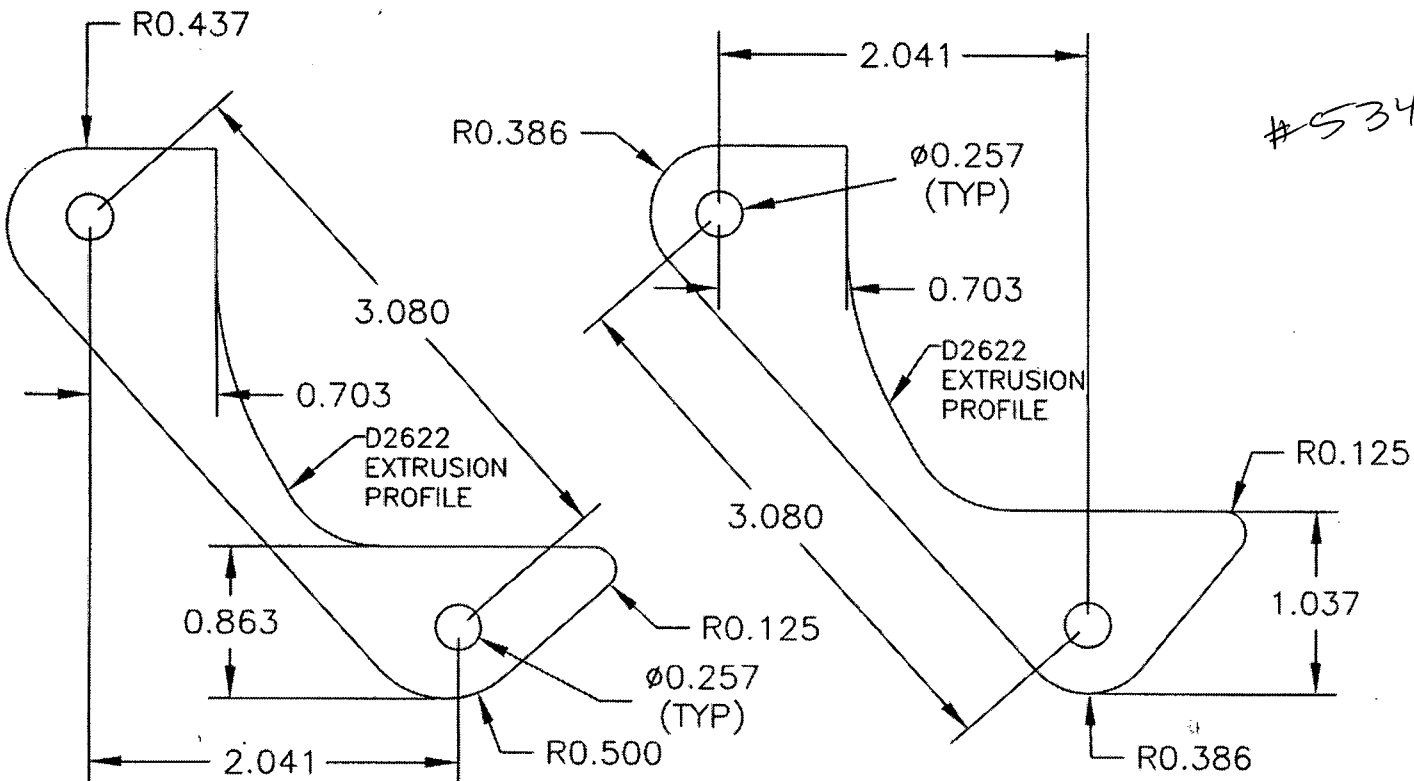 R0.437
3.080
0.703
D2622
EXTRUSION
PROFILE
0.863
R0.125
ø0.257
(TYP)
R0.500
2.041
2.041
R0.386
ø0.257
(TYP)
#534
0.703
D2622
EXTRUSION
PROFILE
3.080
R0.125
1.037
R0.386